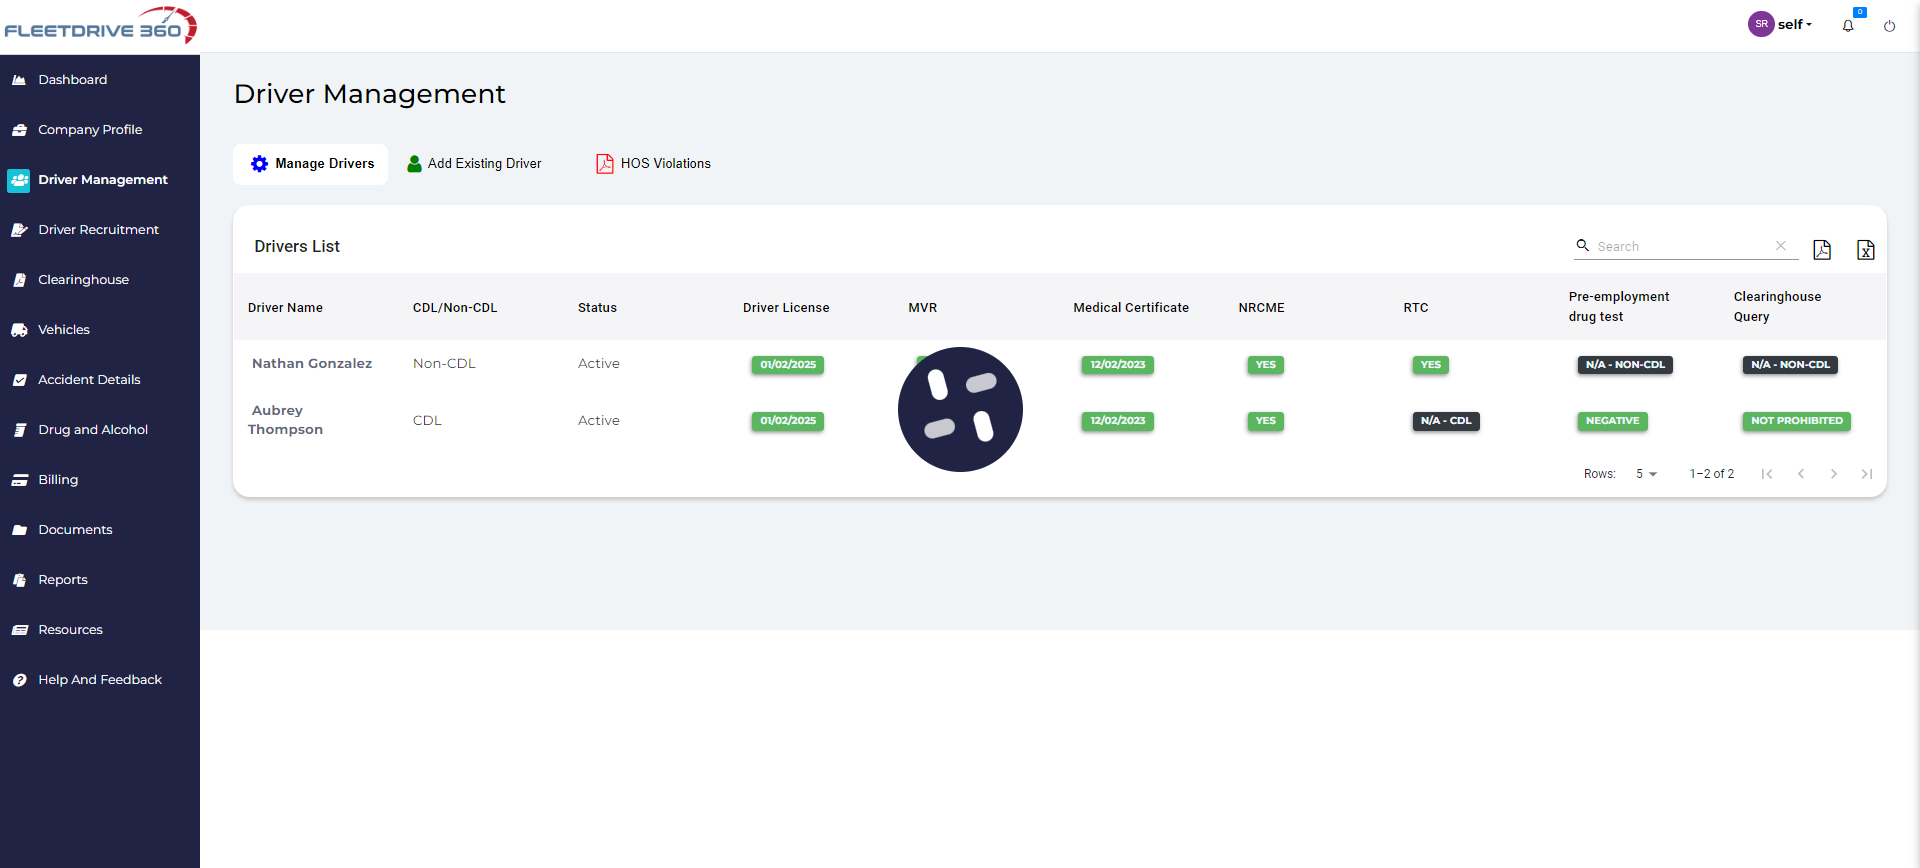 FLEETDRIVE 360
SR self
0
Dashboard
Company Profile
Driver Management
Driver Recruitment
Clearinghouse
Vehicles
Accident Details
Drug and Alcohol
Billing
Documents
Reports
Resources
Help And Feedback
Driver Management
Manage Drivers Add Existing Driver HOS Violations
Drivers List
Search
Driver Name CDL/Non-CDL Status Driver License MVR Medical Certificate NRCME RTC Pre-employment drug test Clearinghouse Query
Nathan Gonzalez Non-CDL Active 01/02/2025 12/02/2023 YES YES N/A - NON-CDL N/A - NON-CDL
Aubrey Thompson CDL Active 01/02/2025 12/02/2023 YES N/A - CDL NEGATIVE NOT PROHIBITED
Rows: 5 1–2 of 2